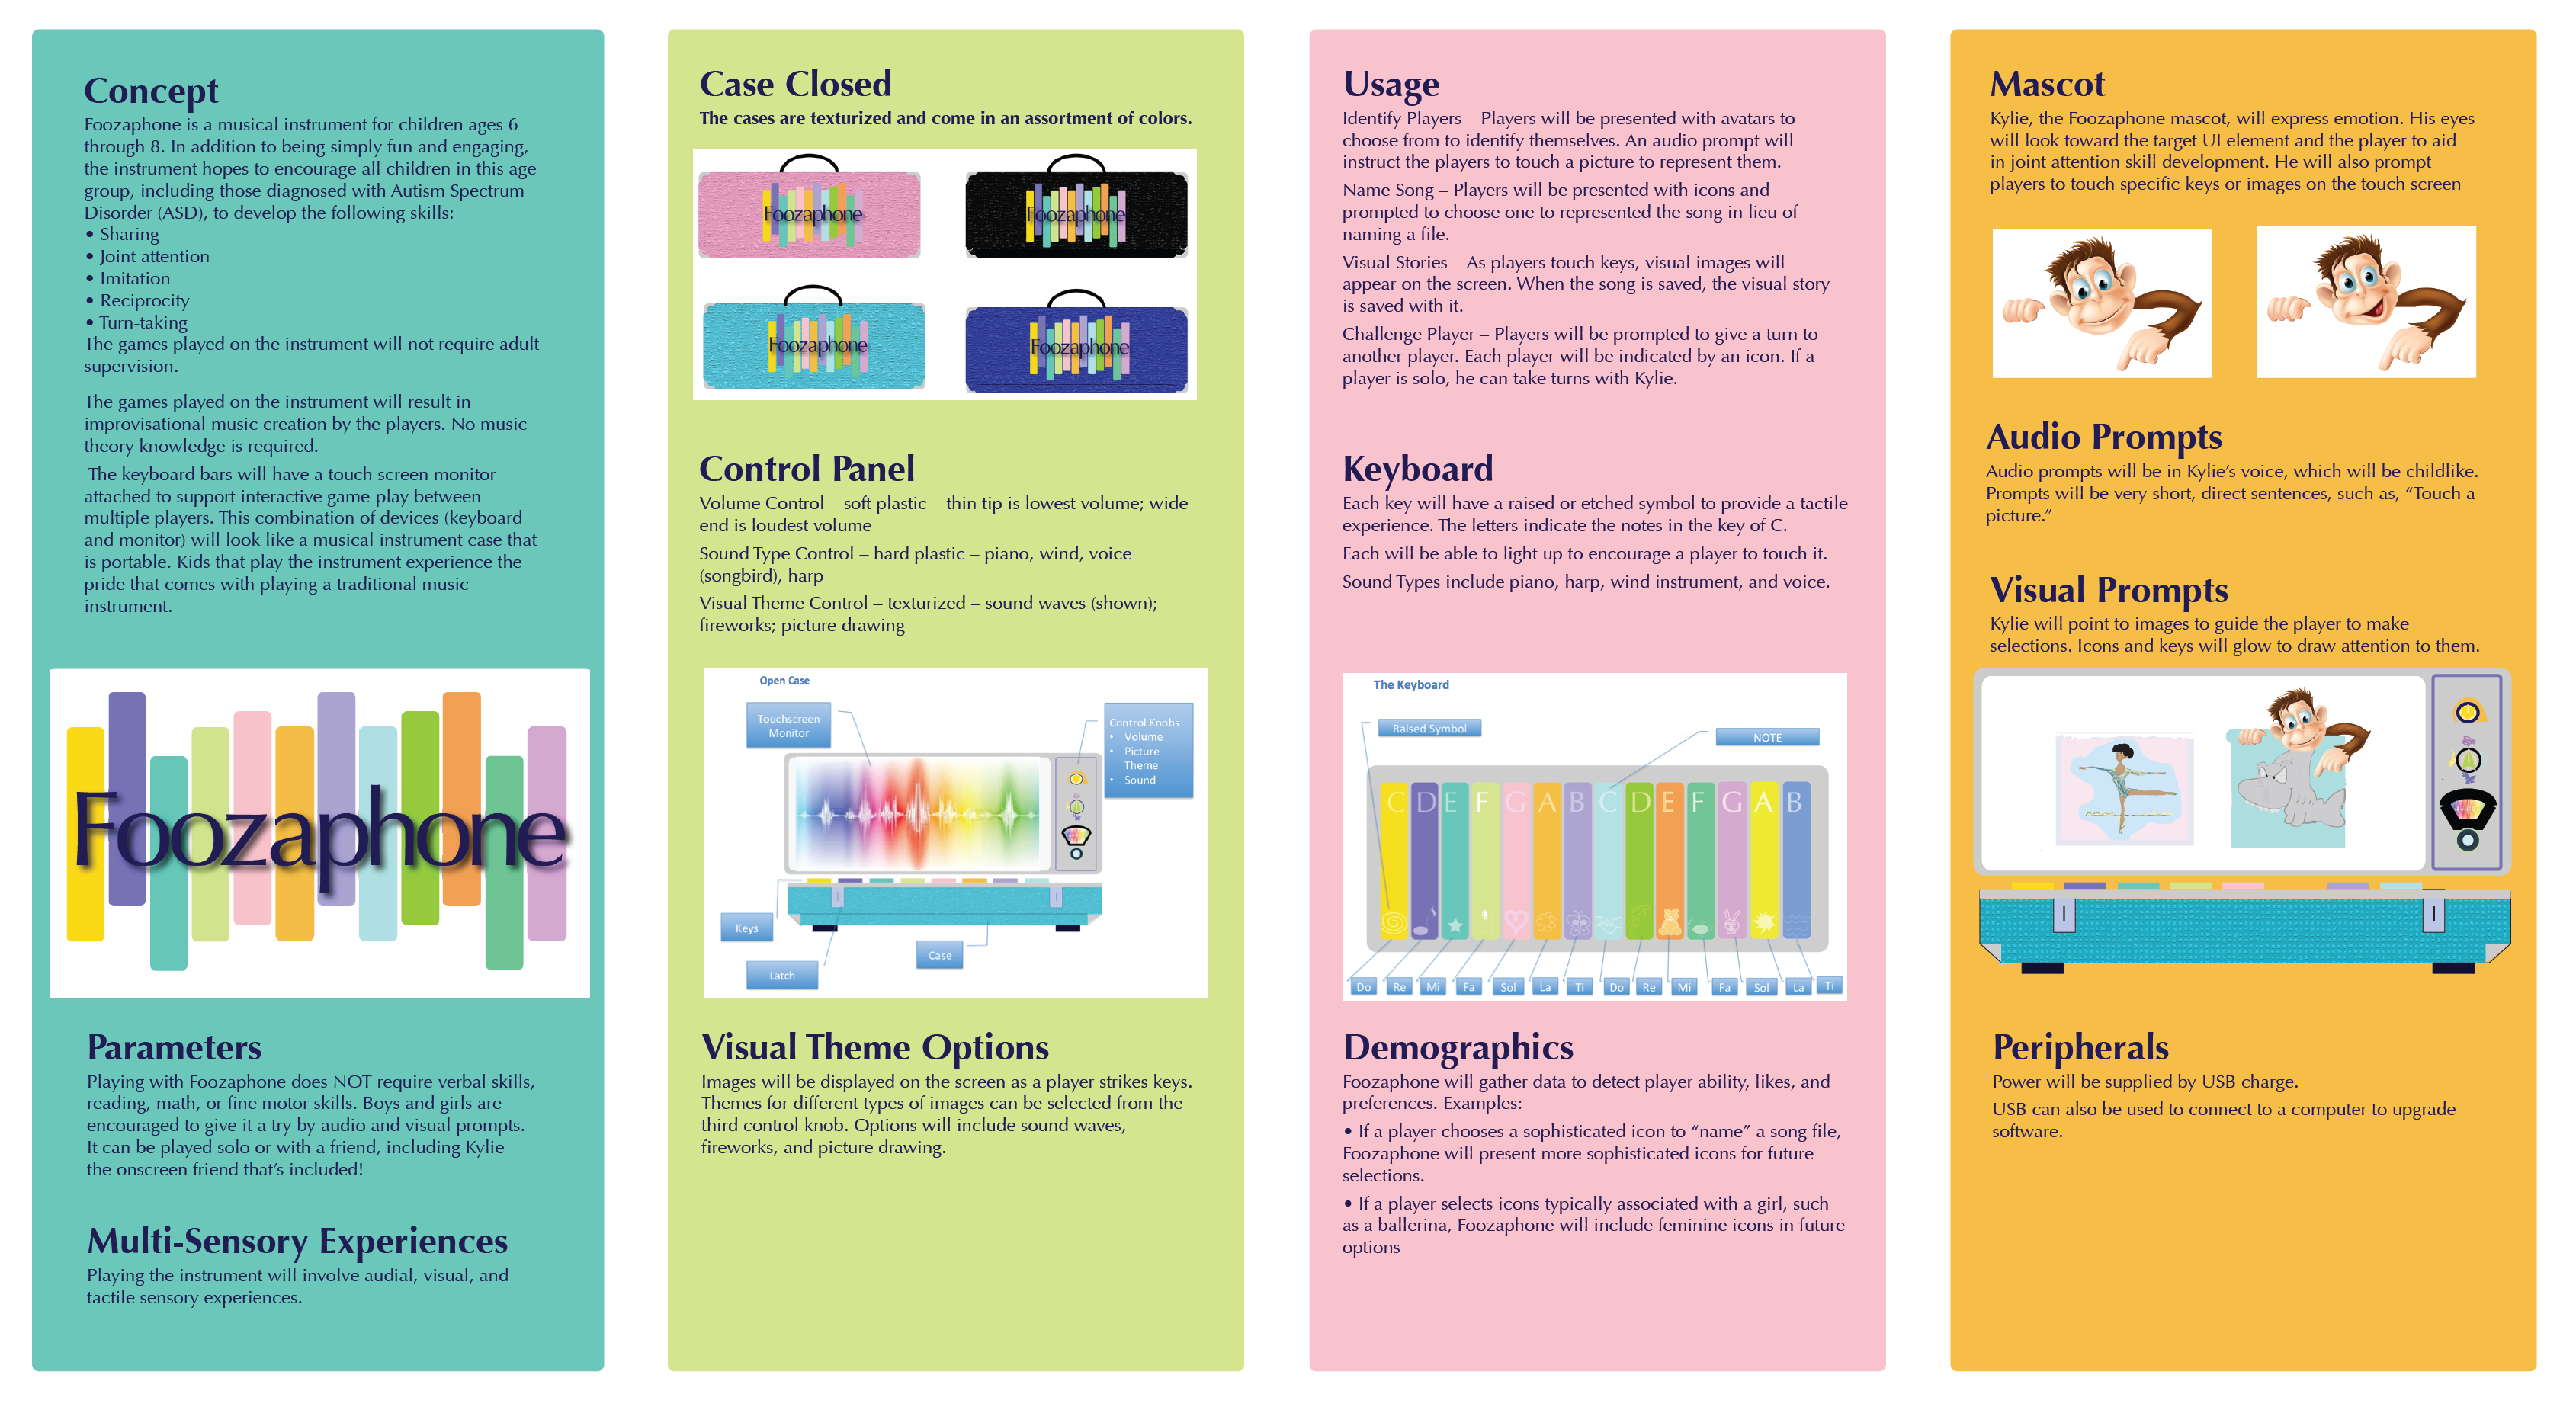 Concept
Foozaphone is a musical instrument for children ages 6
through 8. In addition to being simply fun and engaging,
the instrument hopes to encourage all children in this age
group, including those diagnosed with Autism Spectrum
Disorder (ASD), to develop the following skills:
• Sharing
• Joint attention
• Imitation
• Reciprocity
• Turn-taking
The games played on the instrument will not require adult
supervision.
The games played on the instrument will result in
improvisational music creation by the players. No music
theory knowledge is required.
The keyboard bars will have a touch screen monitor
attached to support interactive game-play between
multiple players. This combination of devices (keyboard
and monitor) will look like a musical instrument case that
is portable. Kids that play the instrument experience the
pride that comes with playing a traditional music
instrument.
Foozaphone
Parameters
Playing with Foozaphone does NOT require verbal skills,
reading, math, or fine motor skills. Boys and girls are
encouraged to give it a try by audio and visual prompts.
It can be played solo or with a friend, including Kylie –
the onscreen friend that's included!
Multi-Sensory Experiences
Playing the instrument will involve audial, visual, and
tactile sensory experiences.
Case Closed
The cases are texturized and come in an assortment of colors.
Foozaphone
Foozaphone
Foozaphone
Foozaphone
Control Panel
Volume Control – soft plastic – thin tip is lowest volume; wide
end is loudest volume
Sound Type Control – hard plastic – piano, wind, voice
(songbird), harp
Visual Theme Control – texturized – sound waves (shown);
fireworks; picture drawing
Open Case
Touchscreen
Monitor
Control Knobs
• Volume
• Picture
Theme
• Sound
Keys
Latch
Case
Visual Theme Options
Images will be displayed on the screen as a player strikes keys.
Themes for different types of images can be selected from the
third control knob. Options will include sound waves,
fireworks, and picture drawing.
Usage
Identify Players – Players will be presented with avatars to
choose from to identify themselves. An audio prompt will
instruct the players to touch a picture to represent them.
Name Song – Players will be presented with icons and
prompted to choose one to represented the song in lieu of
naming a file.
Visual Stories – As players touch keys, visual images will
appear on the screen. When the song is saved, the visual story
is saved with it.
Challenge Player – Players will be prompted to give a turn to
another player. Each player will be indicated by an icon. If a
player is solo, he can take turns with Kylie.
Keyboard
Each key will have a raised or etched symbol to provide a tactile
experience. The letters indicate the notes in the key of C.
Each will be able to light up to encourage a player to touch it.
Sound Types include piano, harp, wind instrument, and voice.
The Keyboard
Raised Symbol
NOTE
C D E F G A B C D E F G A B
Do Re Mi Fa Sol La Ti Do Re Mi Fa Sol La Ti
Demographics
Foozaphone will gather data to detect player ability, likes, and
preferences. Examples:
• If a player chooses a sophisticated icon to “name” a song file,
Foozaphone will present more sophisticated icons for future
selections.
• If a player selects icons typically associated with a girl, such
as a ballerina, Foozaphone will include feminine icons in future
options
Mascot
Kylie, the Foozaphone mascot, will express emotion. His eyes
will look toward the target UI element and the player to aid
in joint attention skill development. He will also prompt
players to touch specific keys or images on the touch screen
Audio Prompts
Audio prompts will be in Kylie’s voice, which will be childlike.
Prompts will be very short, direct sentences, such as, “Touch a
picture.”
Visual Prompts
Kylie will point to images to guide the player to make
selections. Icons and keys will glow to draw attention to them.
Peripherals
Power will be supplied by USB charge.
USB can also be used to connect to a computer to upgrade
software.